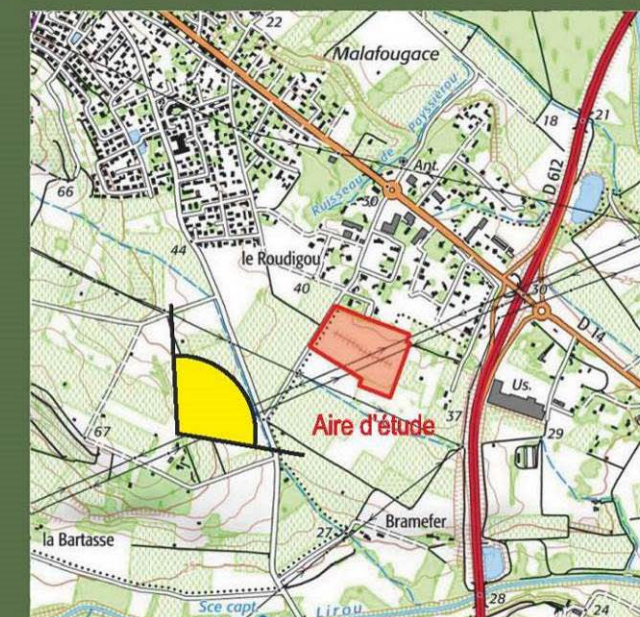 22
Malafougace
Ruisseau de Payssiérou
18
21
Ant.
D 612
66
30
44
le Roudigou
40
30
D 14
Aire d'étude
Us.
37
67
29
27
Bramefer
la Bartasse
Sce capt.
Lirou
28
24